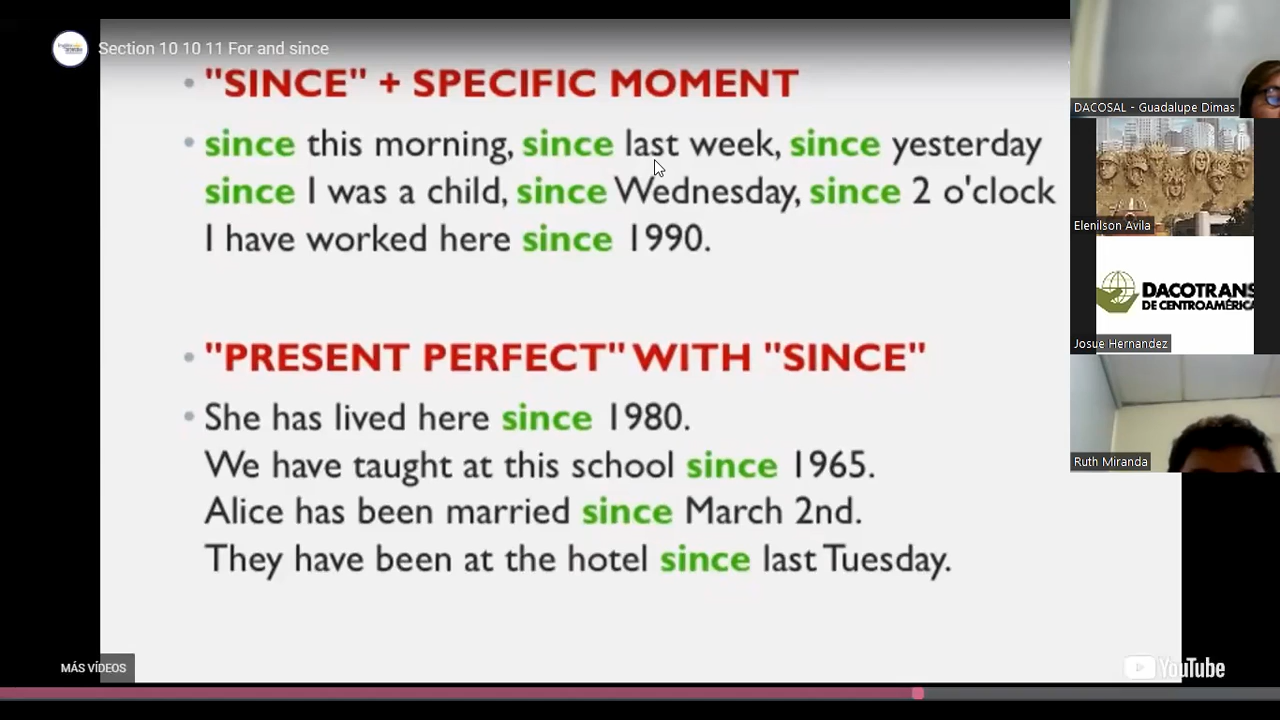 Section 10 10 11 For and since
"SINCE" + SPECIFIC MOMENT
since this morning, since last week, since yesterday
since I was a child, since Wednesday, since 2 o'clock
I have worked here since 1990.
"PRESENT PERFECT" WITH "SINCE"
She has lived here since 1980.
We have taught at this school since 1965.
Alice has been married since March 2nd.
They have been at the hotel since last Tuesday.
MÁS VÍDEOS
YouTube
DACOSAL - Guadalupe Dimas
Elenilson Avila
DACOTRANS
DE CENTROAMÉRICA
Josue Hernandez
Ruth Miranda